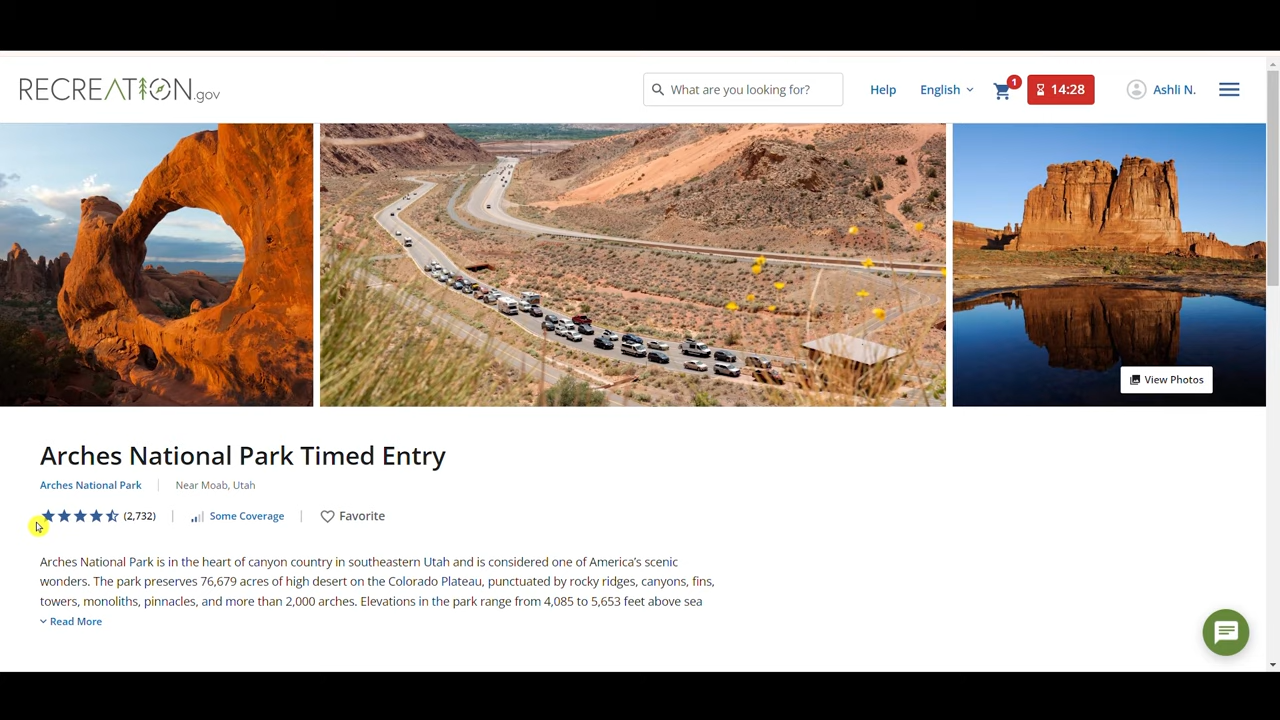 RECREATION.gov
What are you looking for?
Help
English
1
14:28
Ashli N.
View Photos
Arches National Park Timed Entry
Arches National Park
Near Moab, Utah
(2,732)
Some Coverage
Favorite
Arches National Park is in the heart of canyon country in southeastern Utah and is considered one of America's scenic
wonders. The park preserves 76,679 acres of high desert on the Colorado Plateau, punctuated by rocky ridges, canyons, fins,
towers, monoliths, pinnacles, and more than 2,000 arches. Elevations in the park range from 4,085 to 5,653 feet above sea
Read More